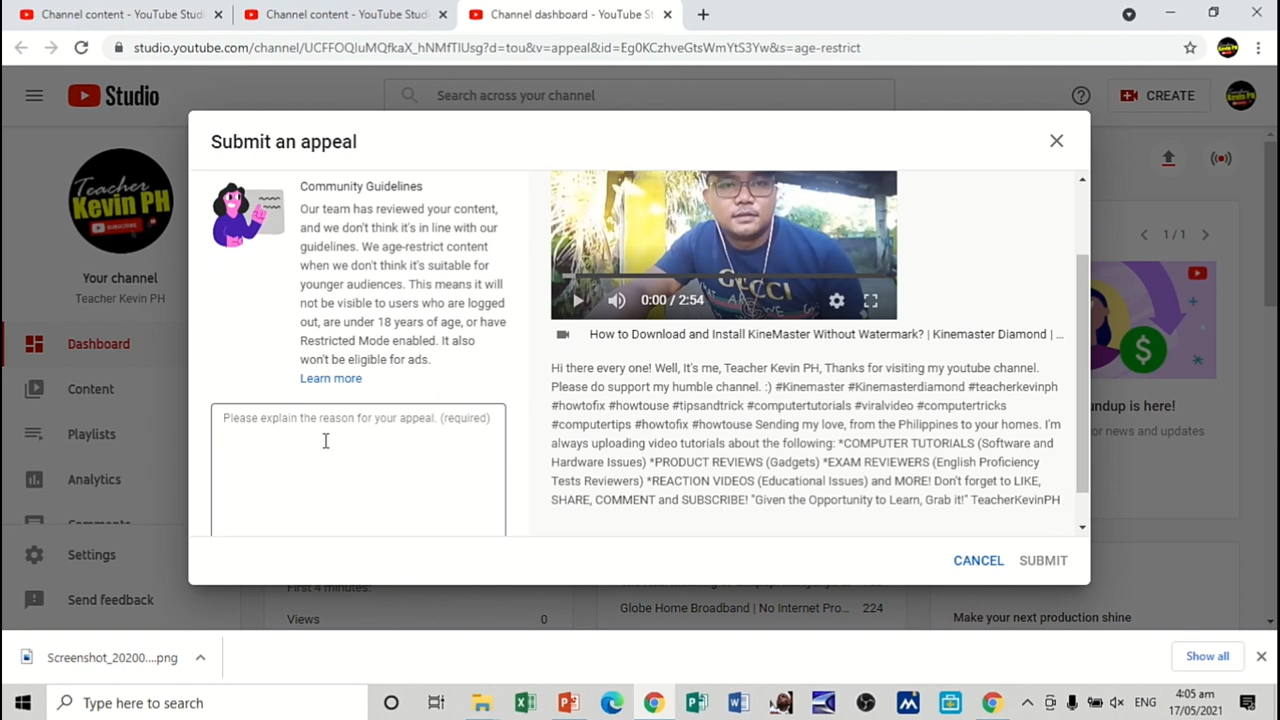 Channel content - YouTube Studi
Channel content - YouTube Studi
Channel dashboard - YouTube St
studio.youtube.com/channel/UCFFOQluMQfkaX_hNMfTlUsg?d=tou&v=appeal&id=Eg0KCzhveGtsWmYtS3Yw&s=age-restrict
Studio
Search across your channel
CREATE
Submit an appeal
Teacher
Kevin PH
SUBSCRIBE
Your channel
Teacher Kevin PH
Dashboard
Content
Playlists
Analytics
Comments
Settings
Send feedback
Community Guidelines
Our team has reviewed your content,
and we don't think it's in line with our
guidelines. We age-restrict content
when we don't think it's suitable for
younger audiences. This means it will
not be visible to users who are logged
out, are under 18 years of age, or have
Restricted Mode enabled. It also
won't be eligible for ads.
Learn more
Please explain the reason for your appeal. (required)
GUCCI
0:00 / 2:54
How to Download and Install KineMaster Without Watermark? | Kinemaster Diamond | ...
Hi there every one! Well, It's me, Teacher Kevin PH, Thanks for visiting my youtube channel.
Please do support my humble channel. :) #Kinemaster #Kinemasterdiamond #teacherkevinph
#howtofix #howtouse #tipsandtrick #computertutorials #viralvideo #computertricks
#computertips #howtofix #howtouse Sending my love, from the Philippines to your homes. I'm
always uploading video tutorials about the following: *COMPUTER TUTORIALS (Software and
Hardware Issues) *PRODUCT REVIEWS (Gadgets) *EXAM REVIEWERS (English Proficiency
Tests Reviewers) *REACTION VIDEOS (Educational Issues) and MORE! Don't forget to LIKE,
SHARE, COMMENT and SUBSCRIBE! "Given the Opportunity to Learn, Grab it!" TeacherKevinPH
CANCEL
SUBMIT
1 / 1
undup is here!
or news and updates
First 4 minutes:
Views 0
Globe Home Broadband | No Internet Pro... 224
Make your next production shine
Screenshot_20200....png
Show all
Type here to search
ENG
4:05 am
17/05/2021